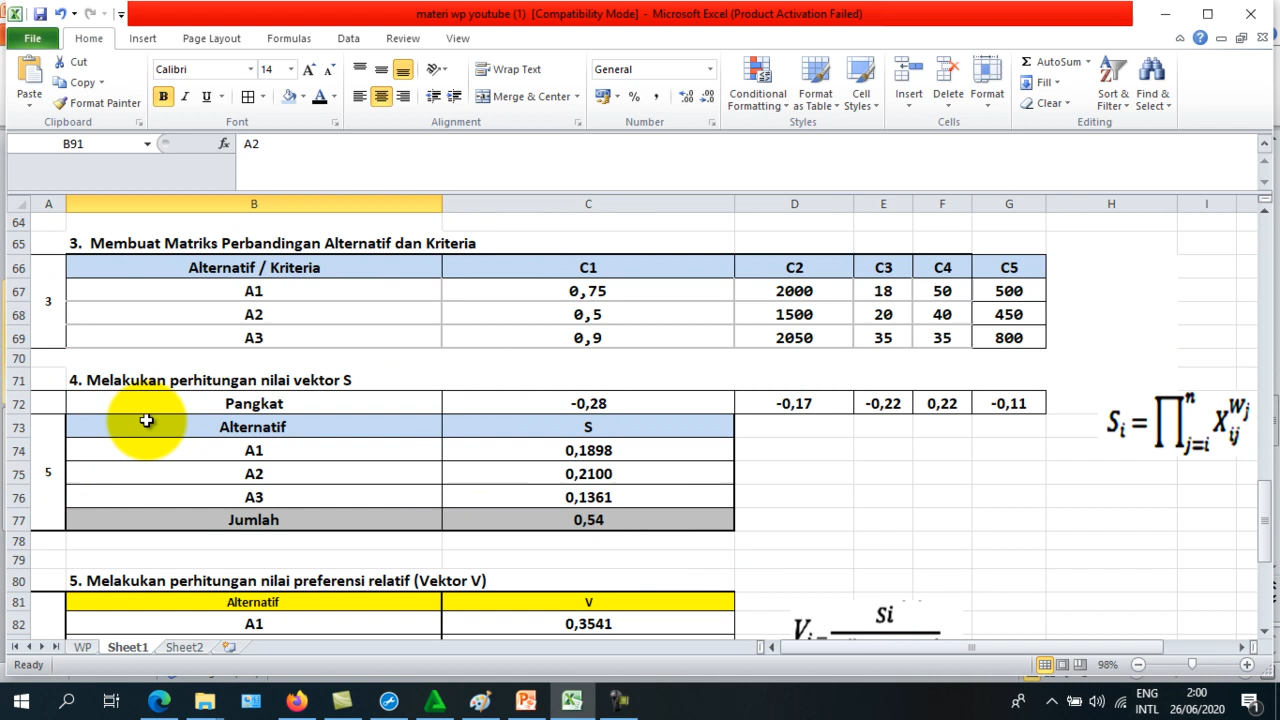 materi wp youtube (1) [Compatibility Mode] - Microsoft Excel (Product Activation Failed)
File Home Insert Page Layout Formulas Data Review View
Paste Cut Copy Format Painter Clipboard
Calibri 14 B I U A Font
Wrap Text Merge & Center Alignment
General % , Number
Conditional Formatting Format as Table Cell Styles Styles
Insert Delete Format Cells
AutoSum Fill Clear Sort & Filter Find & Select Editing
B91 fx A2
A B C D E F G H I
64
65 3. Membuat Matriks Perbandingan Alternatif dan Kriteria
66 Alternatif / Kriteria C1 C2 C3 C4 C5
67 A1 0,75 2000 18 50 500
3
68 A2 0,5 1500 20 40 450
69 A3 0,9 2050 35 35 800
70
71 4. Melakukan perhitungan nilai vektor S
72 Pangkat -0,28 -0,17 -0,22 0,22 -0,11
73 Alternatif S
S_i = ∏_{j=i}^{n} X_{ij}^{W_j}
74 A1 0,1898
5
75 A2 0,2100
76 A3 0,1361
77 Jumlah 0,54
78
79
80 5. Melakukan perhitungan nilai preferensi relatif (Vektor V)
81 Alternatif V
Si
82 A1 0,3541
WP Sheet1 Sheet2
Ready 98%
ENG 2:00
INTL 26/06/2020